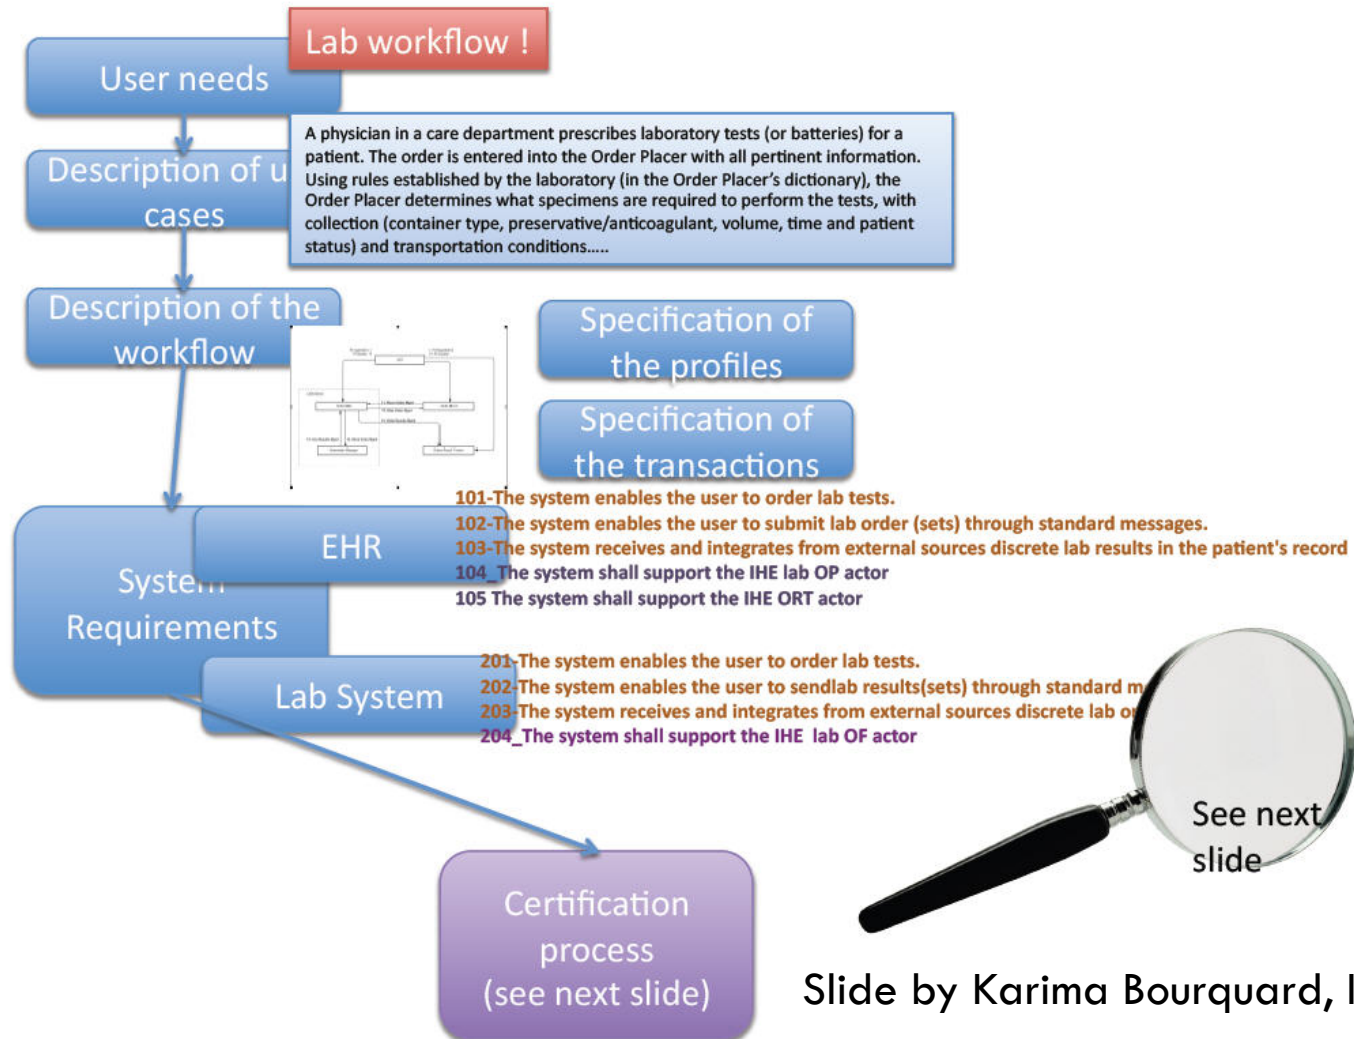 Lab workflow !
User needs
A physician in a care department prescribes laboratory tests (or batteries) for a
patient. The order is entered into the Order Placer with all pertinent information.
Using rules established by the laboratory (in the Order Placer's dictionary), the
Order Placer determines what specimens are required to perform the tests, with
collection (container type, preservative/anticoagulant, volume, time and patient
status) and transportation conditions.....
Description of u
cases
Description of the
workflow
Specification of
the profiles
Specification of
the transactions
System
Requirements
EHR
101-The system enables the user to order lab tests.
102-The system enables the user to submit lab order (sets) through standard messages.
103-The system receives and integrates from external sources discrete lab results in the patient's record
104_The system shall support the IHE lab OP actor
105 The system shall support the IHE ORT actor
Lab System
201-The system enables the user to order lab tests.
202-The system enables the user to sendlab results(sets) through standard m
203-The system receives and integrates from external sources discrete lab o
204_The system shall support the IHE lab OF actor
See next
slide
Certification
process
(see next slide)
Slide by Karima Bourquard, I